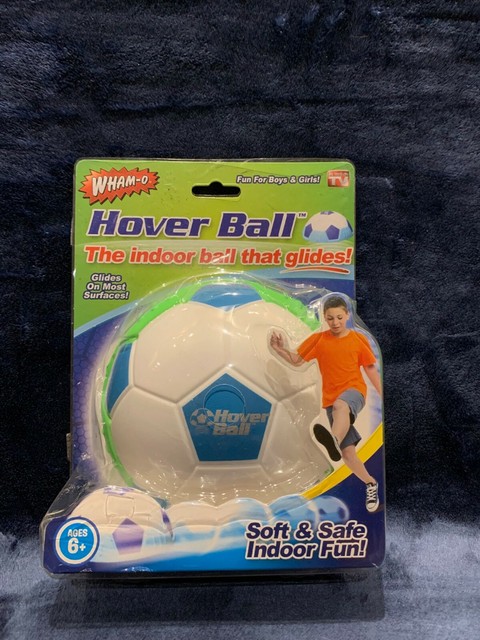 WHAM-O
Fun For Boys & Girls!
TV
Hover Ball™
The indoor ball that glides!
Glides
On Most
Surfaces!
Hover
Ball
AGES
6+
Soft & Safe
Indoor Fun!